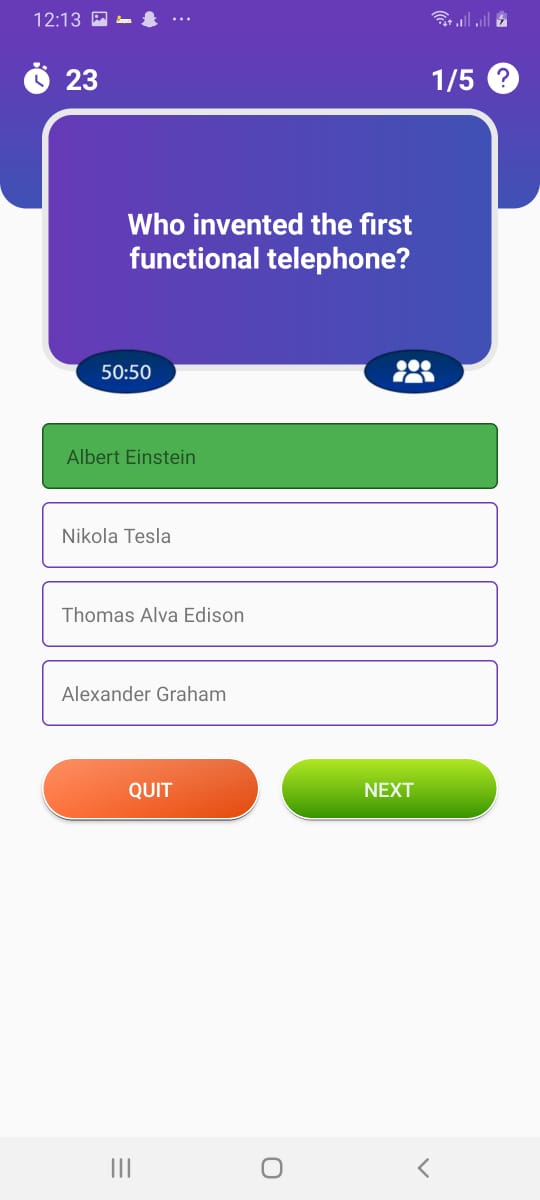 12:13
23
1/5
Who invented the first
functional telephone?
50:50
Albert Einstein
Nikola Tesla
Thomas Alva Edison
Alexander Graham
QUIT
NEXT